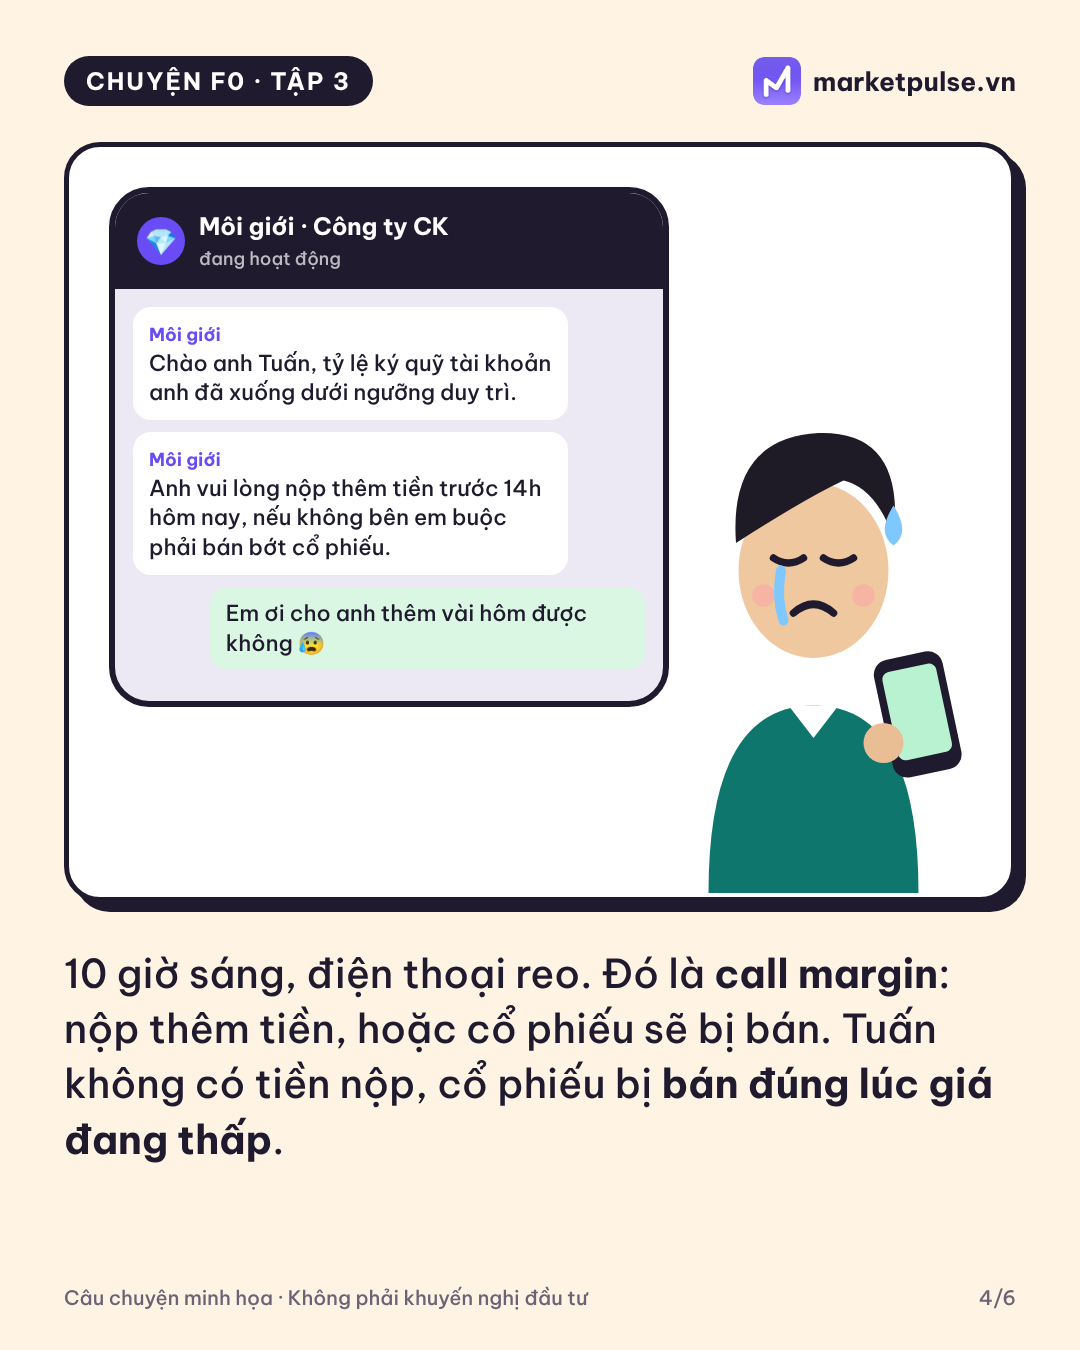 CHUYỆN F0 · TẬP 3
marketpulse.vn
Môi giới · Công ty CK
đang hoạt động
Môi giới
Chào anh Tuấn, tỷ lệ ký quỹ tài khoản
anh đã xuống dưới ngưỡng duy trì.
Môi giới
Anh vui lòng nộp thêm tiền trước 14h
hôm nay, nếu không bên em buộc
phải bán bớt cổ phiếu.
Em ơi cho anh thêm vài hôm được
không 😰
10 giờ sáng, điện thoại reo. Đó là call margin:
nộp thêm tiền, hoặc cổ phiếu sẽ bị bán. Tuấn
không có tiền nộp, cổ phiếu bị bán đúng lúc giá
đang thấp.
Câu chuyện minh họa · Không phải khuyến nghị đầu tư
4/6